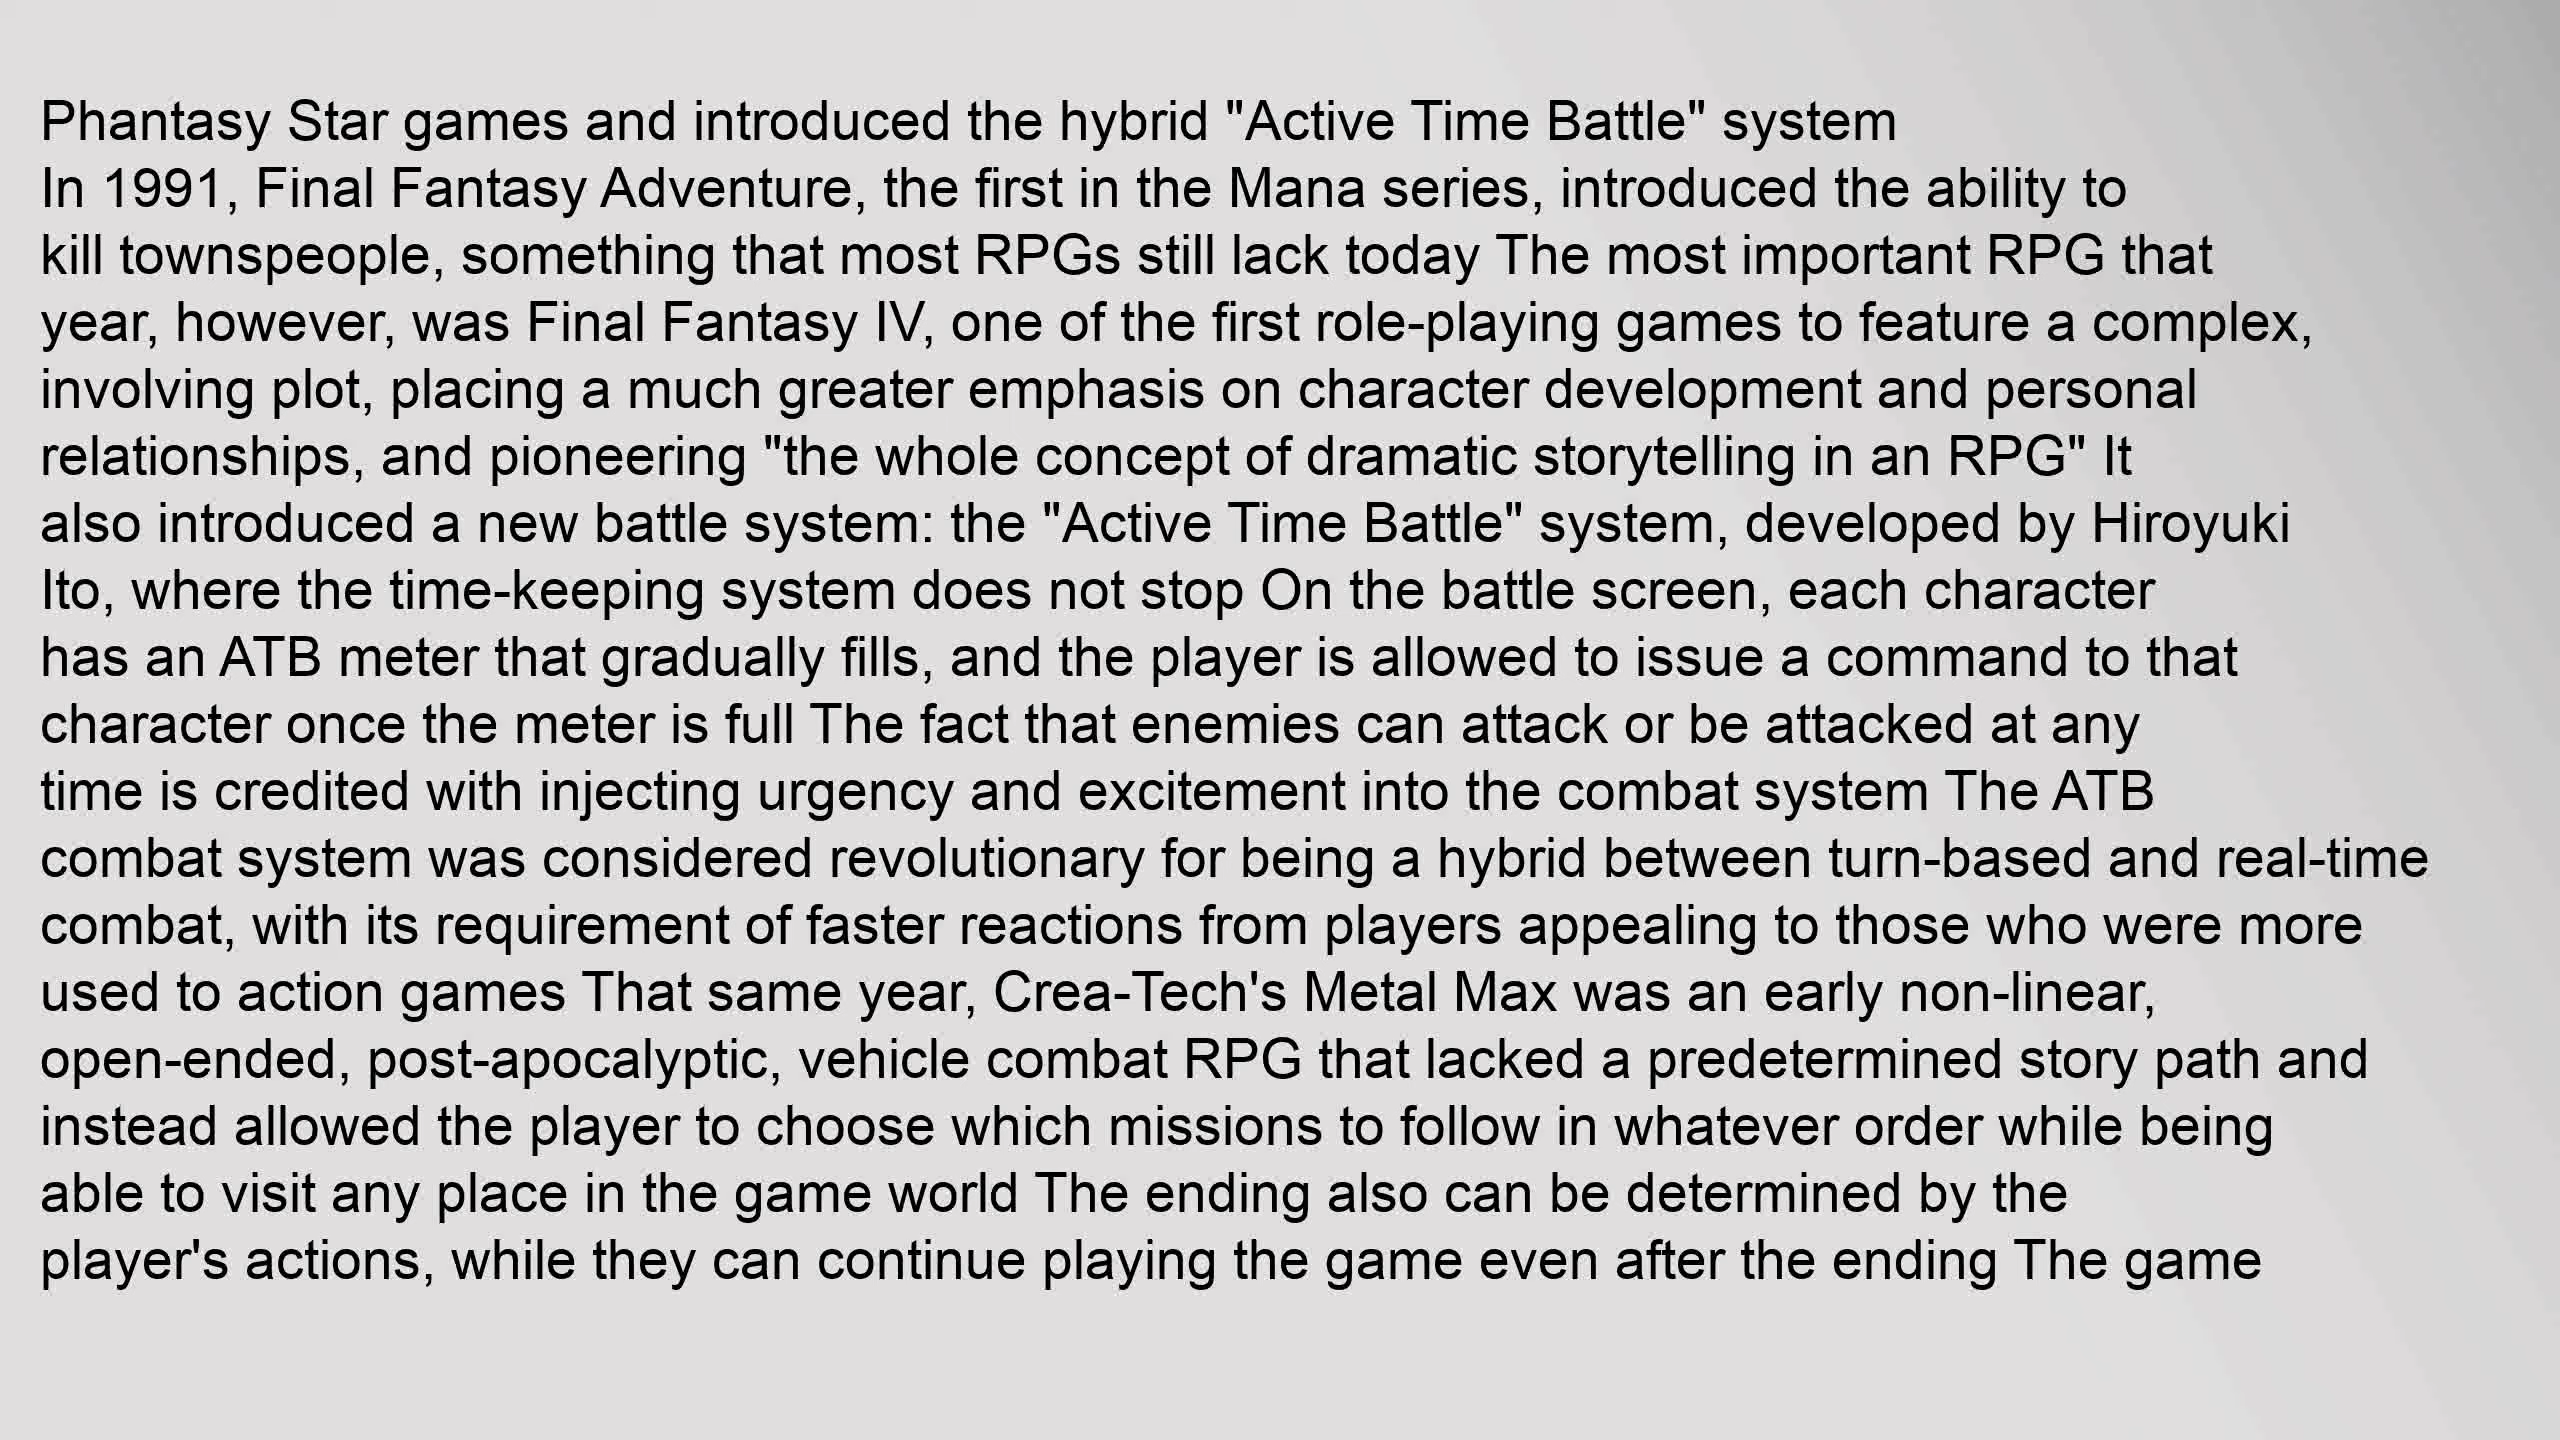 Phantasy Star games and introduced the hybrid "Active Time Battle" system
In 1991, Final Fantasy Adventure, the first in the Mana series, introduced the ability to
kill townspeople, something that most RPGs still lack today The most important RPG that
year, however, was Final Fantasy IV, one of the first role-playing games to feature a complex,
involving plot, placing a much greater emphasis on character development and personal
relationships, and pioneering "the whole concept of dramatic storytelling in an RPG" It
also introduced a new battle system: the "Active Time Battle" system, developed by Hiroyuki
Ito, where the time-keeping system does not stop On the battle screen, each character
has an ATB meter that gradually fills, and the player is allowed to issue a command to that
character once the meter is full The fact that enemies can attack or be attacked at any
time is credited with injecting urgency and excitement into the combat system The ATB
combat system was considered revolutionary for being a hybrid between turn-based and real-time
combat, with its requirement of faster reactions from players appealing to those who were more
used to action games That same year, Crea-Tech's Metal Max was an early non-linear,
open-ended, post-apocalyptic, vehicle combat RPG that lacked a predetermined story path and
instead allowed the player to choose which missions to follow in whatever order while being
able to visit any place in the game world The ending also can be determined by the
player's actions, while they can continue playing the game even after the ending The game